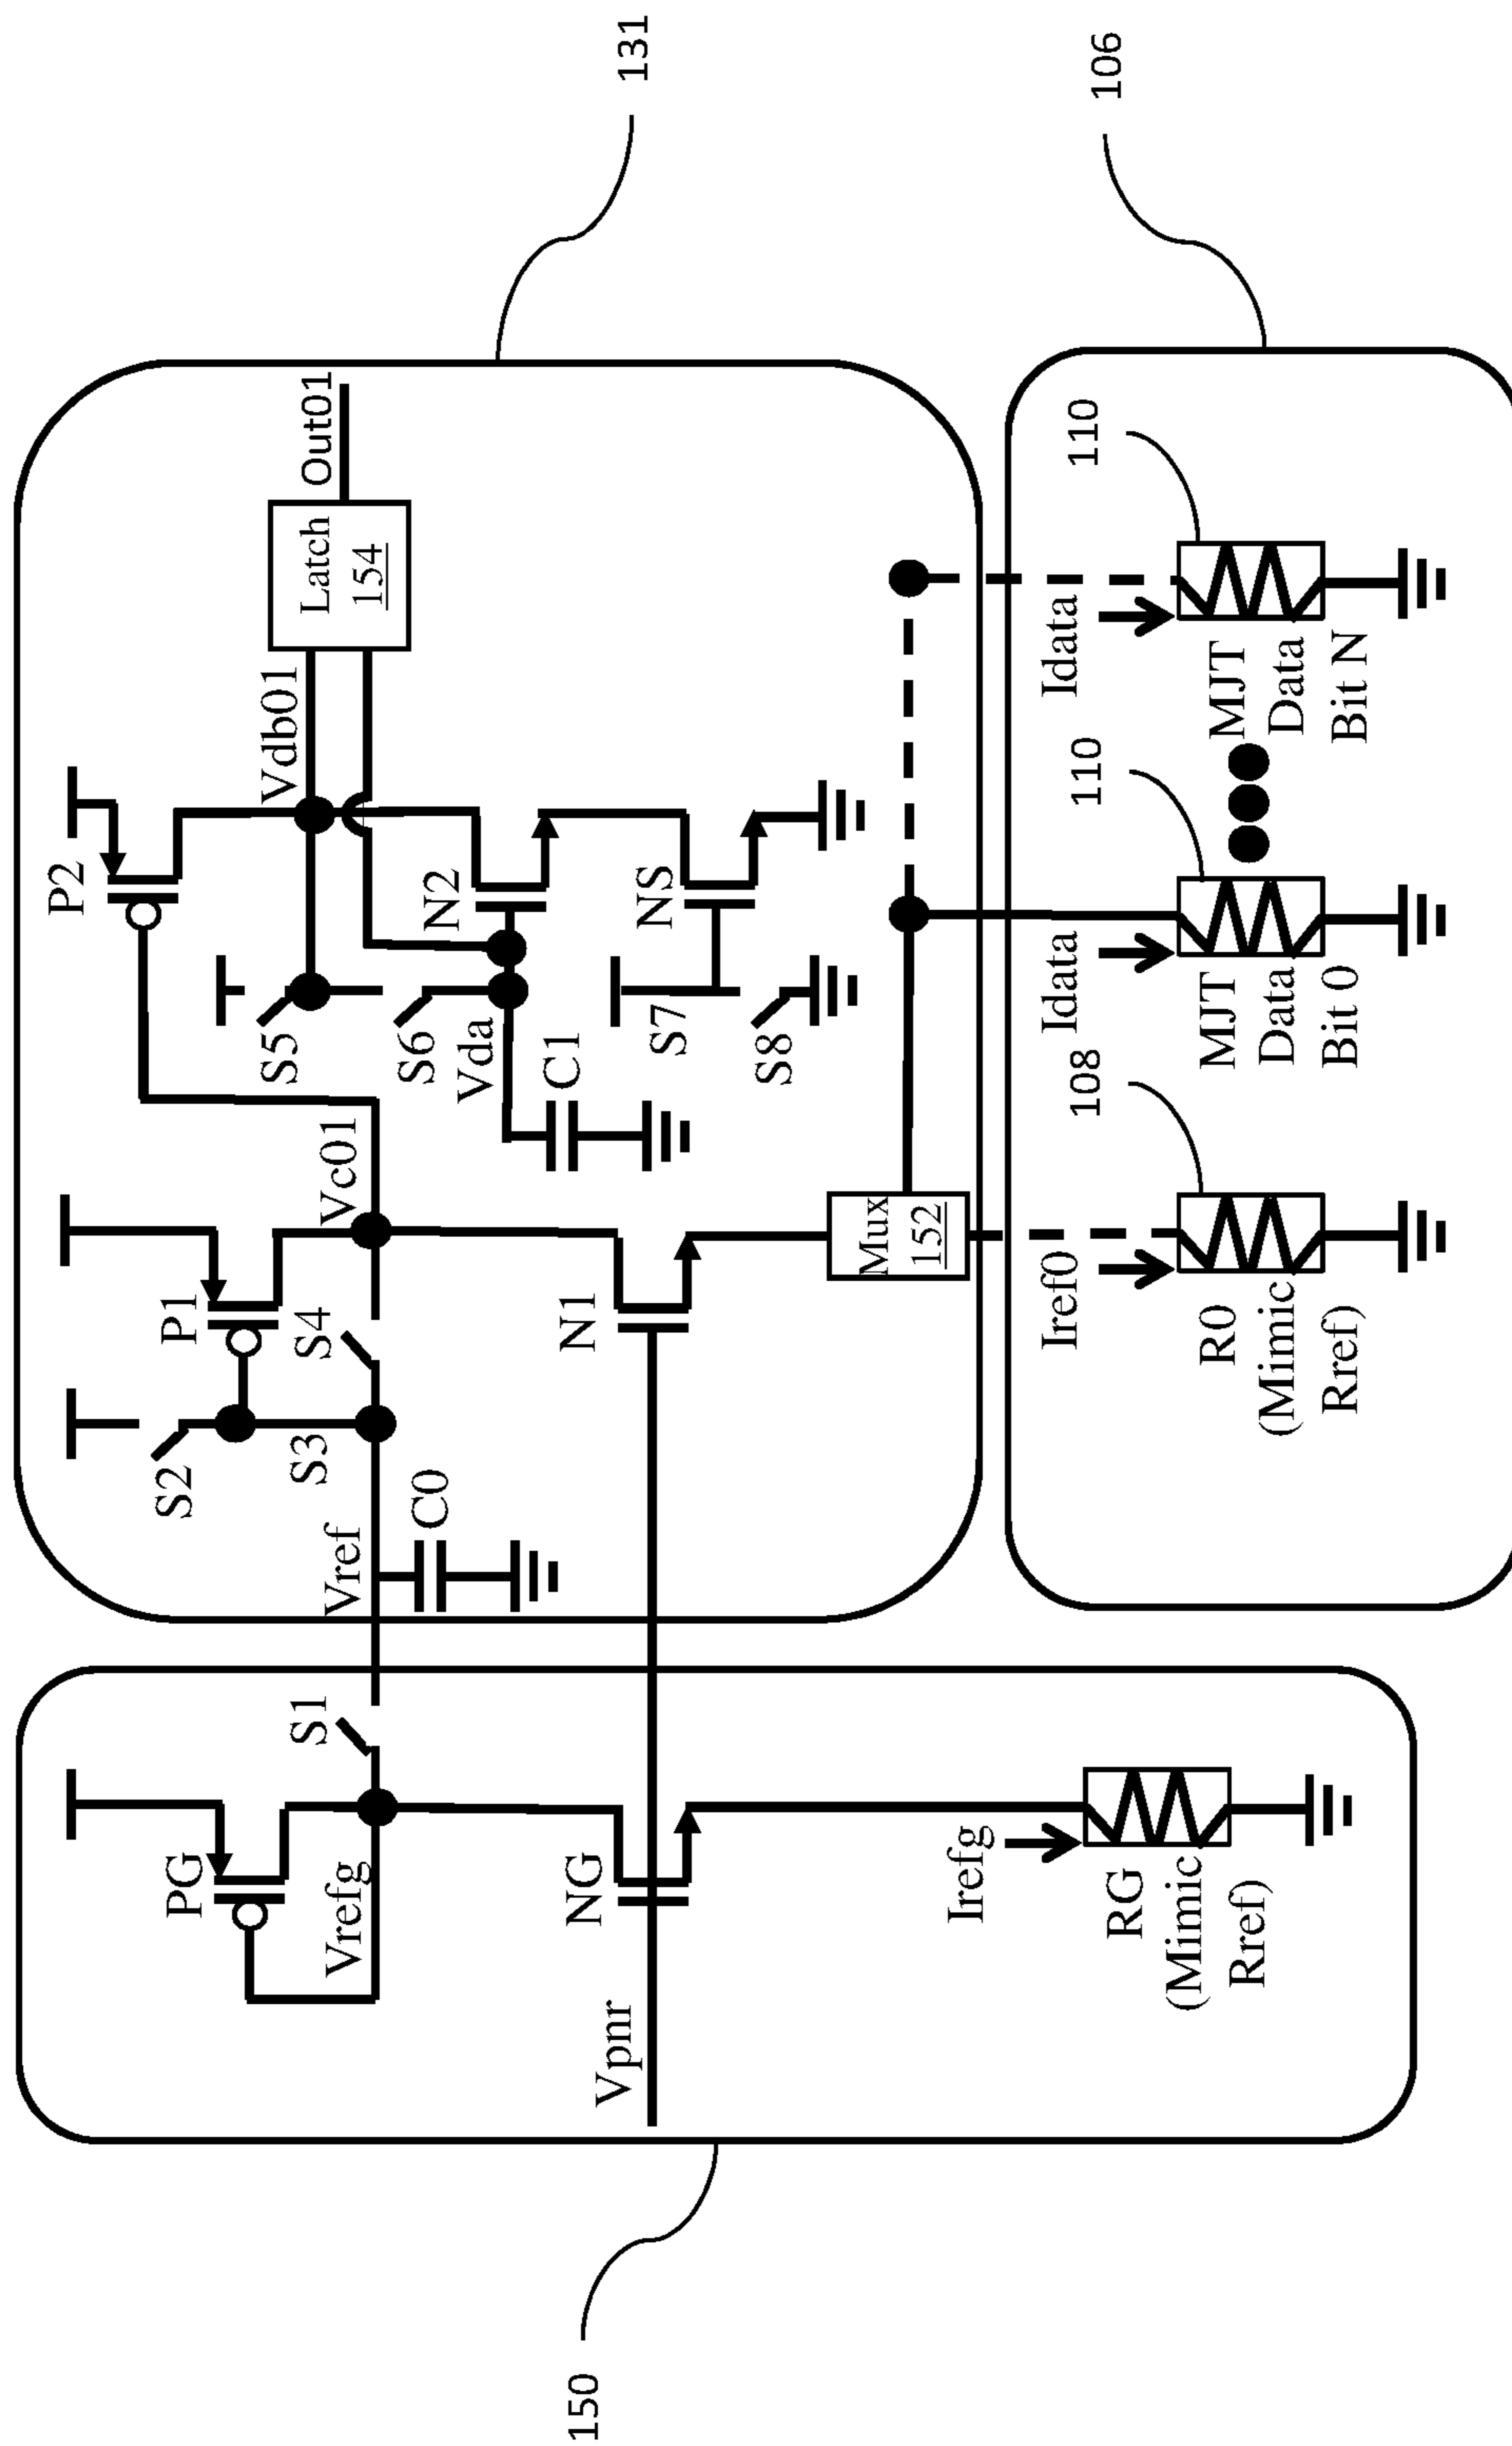 150
131
106
PG
Vrefg
S1
NG
Vpnr
Irefg
RG
(Mimic
Rref)
Vref
C0
S2
S3
P1
S4
Vc01
N1
Mux
152
P2
S5
S6
Vda
C1
S7
S8
N2
NS
Vdb01
Latch
154
Out01
Iref0
108
R0
(Mimic
Rref)
Idata
110
MJT
Data
Bit 0
Idata
110
MJT
Data
Bit N